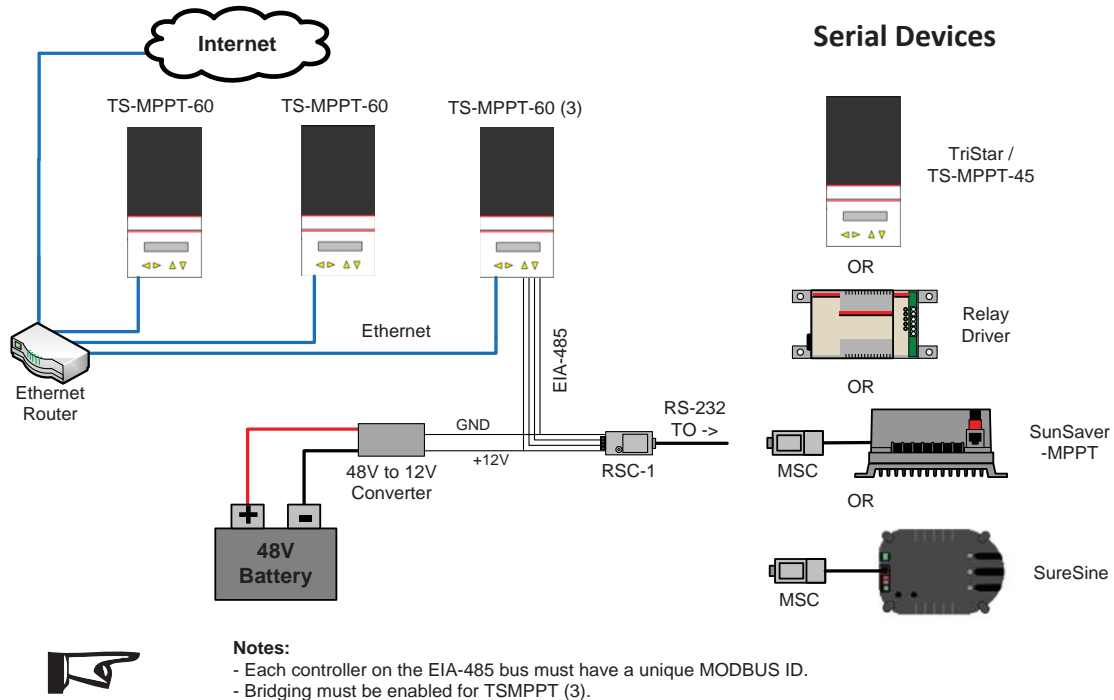 Internet
Serial Devices
TS-MPPT-60
TS-MPPT-60
TS-MPPT-60 (3)
TriStar /
TS-MPPT-45
OR
Relay
Driver
Ethernet
EIA-485
Ethernet
Router
OR
RS-232
TO ->
GND
+12V
48V to 12V
Converter
RSC-1
MSC
SunSaver
-MPPT
OR
+
-
48V
Battery
MSC
SureSine
Notes:
- Each controller on the EIA-485 bus must have a unique MODBUS ID.
- Bridging must be enabled for TSMPPT (3).